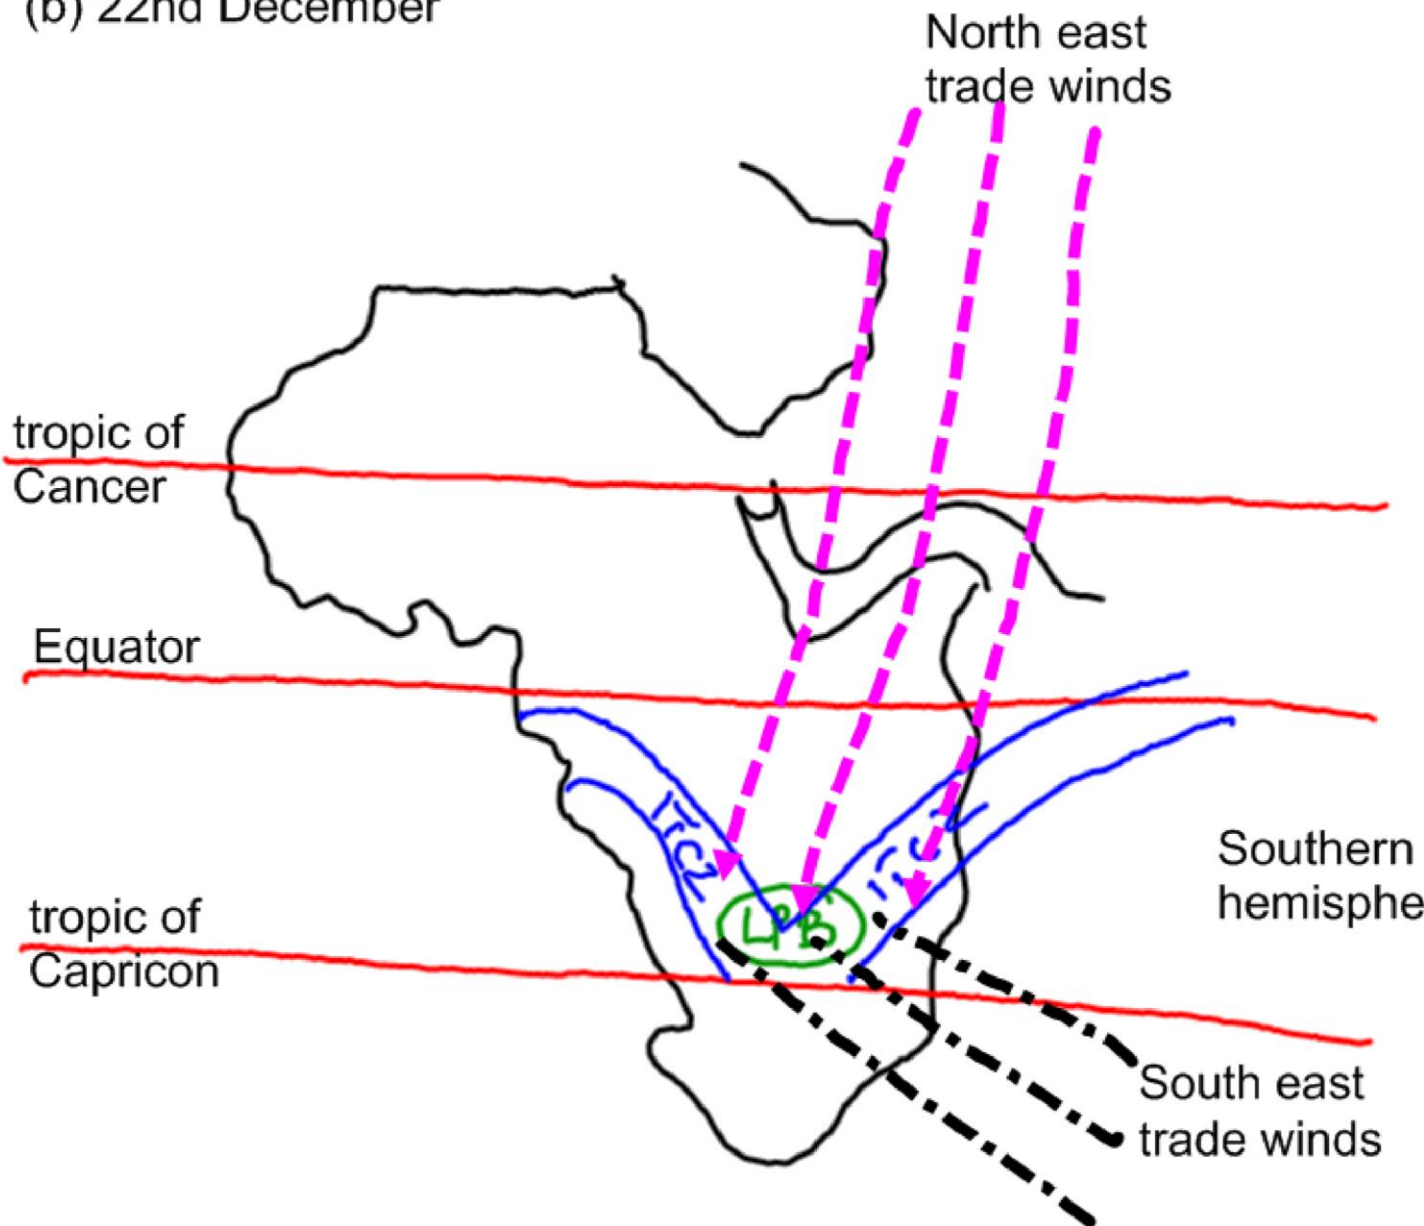 (b) 22nd December
North east
trade winds
tropic of
Cancer
Equator
ITCZ
ITCZ
LPB
Southern
hemisphe
tropic of
Capricon
South east
trade winds